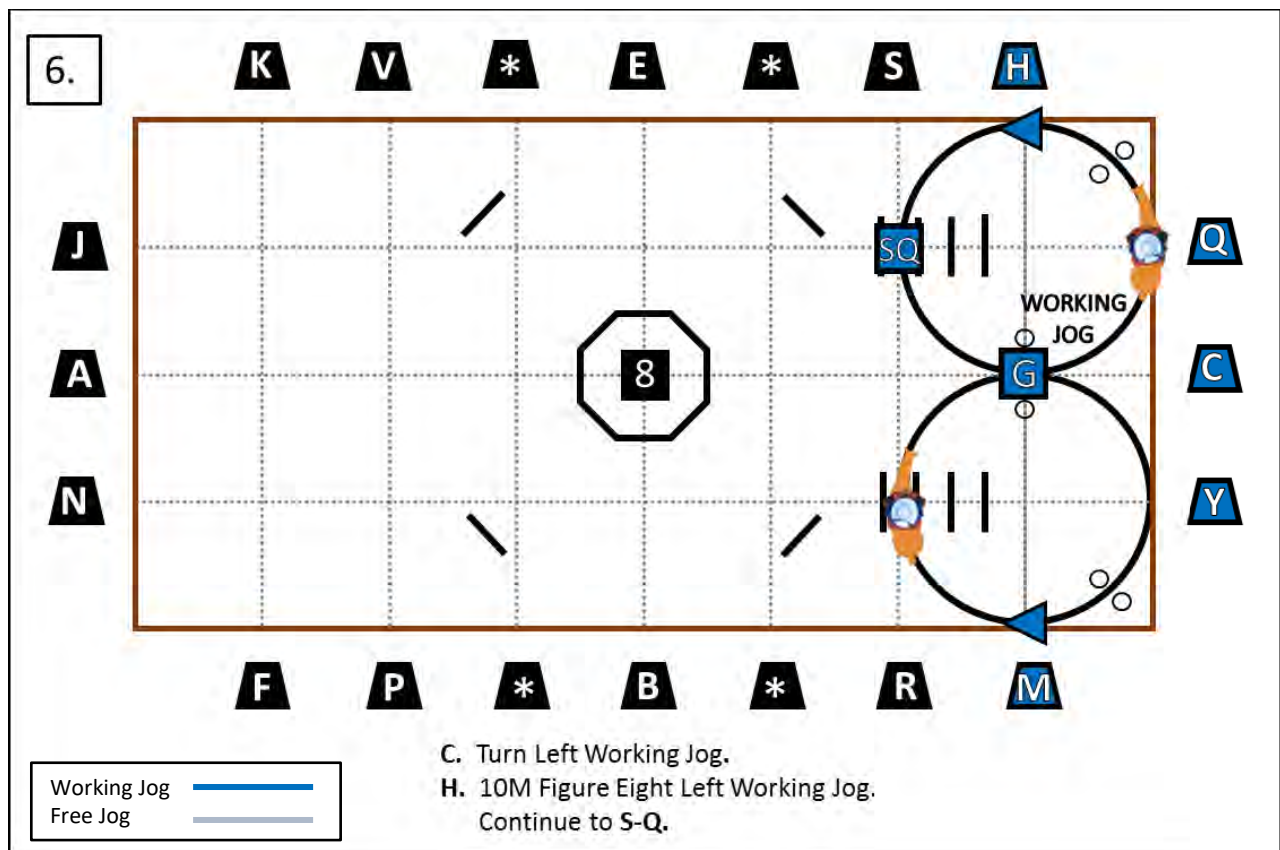 6.
K V * E * S H
J SQ Q
WORKING
JOG
A 8 G C
N Y
F P * B * R M
C. Turn Left Working Jog.
H. 10M Figure Eight Left Working Jog.
Continue to S-Q.
Working Jog
Free Jog